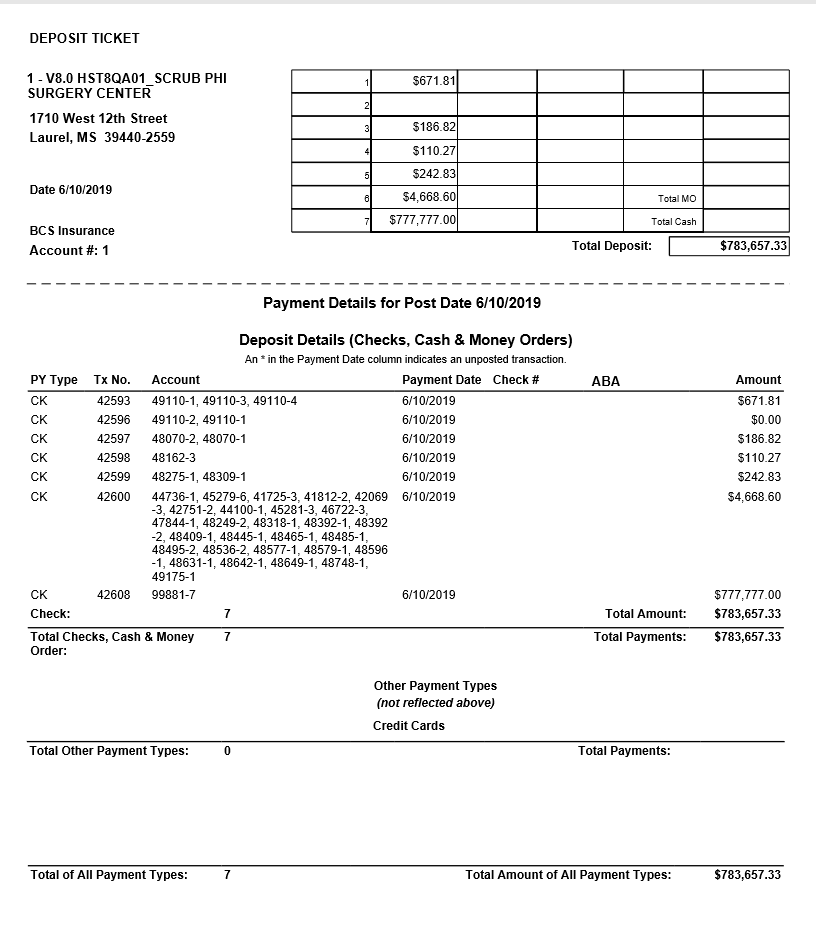 DEPOSIT TICKET
1 - V8.0 HST8QA01_SCRUB PHI
SURGERY CENTER
1710 West 12th Street
Laurel, MS 39440-2559
Date 6/10/2019
BCS Insurance
Account #: 1
1 $671.81
2
3 $186.82
4 $110.27
5 $242.83
6 $4,668.60 Total MO
7 $777,777.00 Total Cash
Total Deposit: $783,657.33
Payment Details for Post Date 6/10/2019
Deposit Details (Checks, Cash & Money Orders)
An * in the Payment Date column indicates an unposted transaction.
PY Type Tx No. Account Payment Date Check # ABA Amount
CK 42593 49110-1, 49110-3, 49110-4 6/10/2019 $671.81
CK 42596 49110-2, 49110-1 6/10/2019 $0.00
CK 42597 48070-2, 48070-1 6/10/2019 $186.82
CK 42598 48162-3 6/10/2019 $110.27
CK 42599 48275-1, 48309-1 6/10/2019 $242.83
CK 42600 44736-1, 45279-6, 41725-3, 41812-2, 42069 6/10/2019 $4,668.60
-3, 42751-2, 44100-1, 45281-3, 46722-3,
47844-1, 48249-2, 48318-1, 48392-1, 48392
-2, 48409-1, 48445-1, 48465-1, 48485-1,
48495-2, 48536-2, 48577-1, 48579-1, 48596
-1, 48631-1, 48642-1, 48649-1, 48748-1,
49175-1
CK 42608 99881-7 6/10/2019 $777,777.00
Check: 7 Total Amount: $783,657.33
Total Checks, Cash & Money 7 Total Payments: $783,657.33
Order:
Other Payment Types
(not reflected above)
Credit Cards
Total Other Payment Types: 0 Total Payments:
Total of All Payment Types: 7 Total Amount of All Payment Types: $783,657.33